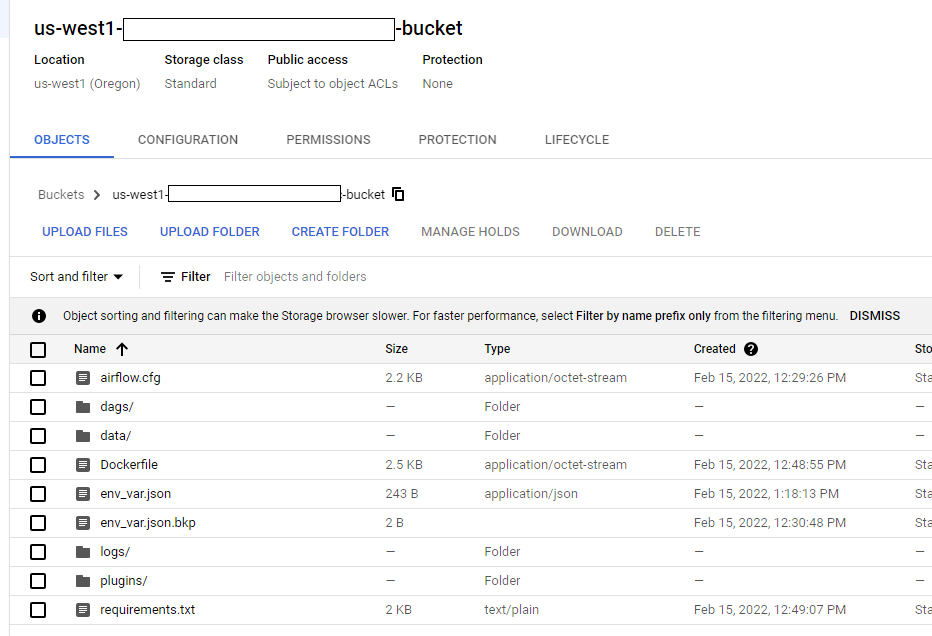 us-west1- -bucket
Location Storage class Public access Protection
us-west1 (Oregon) Standard Subject to object ACLs None
OBJECTS CONFIGURATION PERMISSIONS PROTECTION LIFECYCLE
Buckets us-west1- -bucket
UPLOAD FILES UPLOAD FOLDER CREATE FOLDER MANAGE HOLDS DOWNLOAD DELETE
Sort and filter Filter Filter objects and folders
Object sorting and filtering can make the Storage browser slower. For faster performance, select Filter by name prefix only from the filtering menu. DISMISS
Name Size Type Created Sto
airflow.cfg 2.2 KB application/octet-stream Feb 15, 2022, 12:29:26 PM Sta
dags/ — Folder — —
data/ — Folder — —
Dockerfile 2.5 KB application/octet-stream Feb 15, 2022, 12:48:55 PM Sta
env_var.json 243 B application/json Feb 15, 2022, 1:18:13 PM Sta
env_var.json.bkp 2 B Feb 15, 2022, 12:30:48 PM Sta
logs/ — Folder — —
plugins/ — Folder — —
requirements.txt 2 KB text/plain Feb 15, 2022, 12:49:07 PM Sta